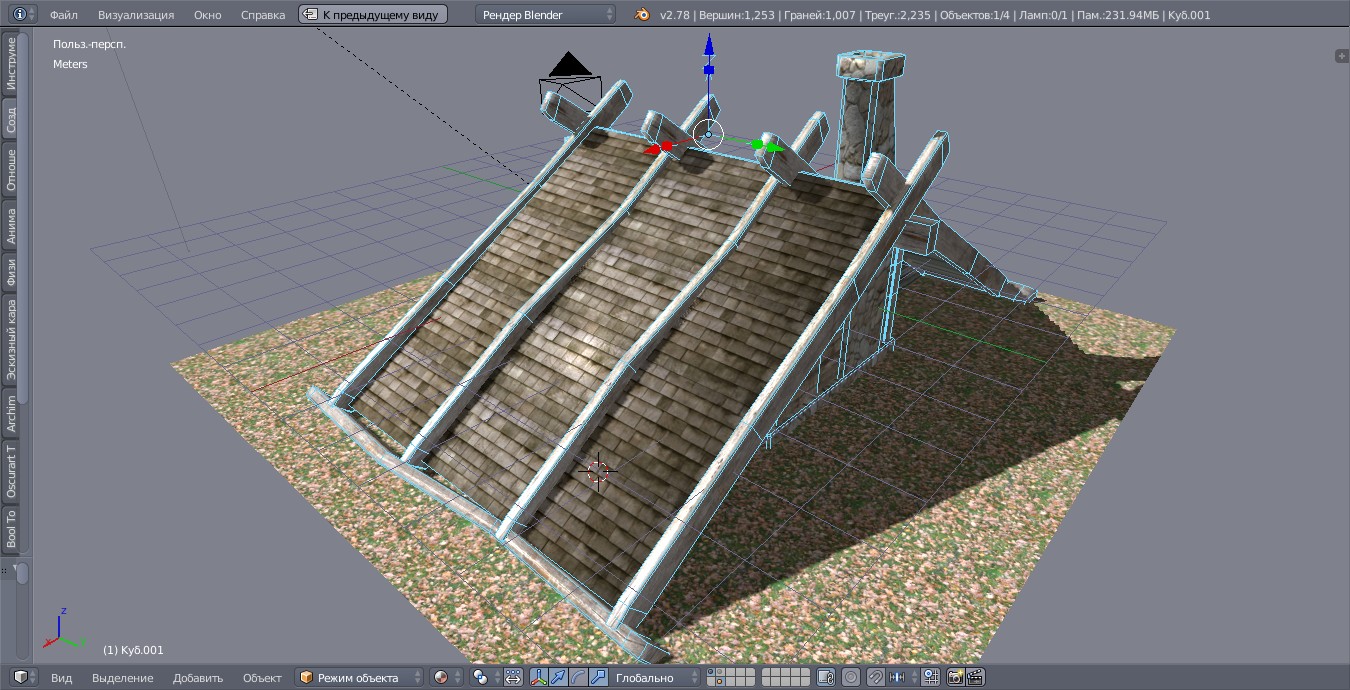 Файл Визуализация Окно Справка К предыдущему виду Рендер Blender v2.78 | Вершин:1,253 | Граней:1,007 | Треуг.:2,235 | Объектов:1/4 | Ламп:0/1 | Пам.:231.94МБ | Куб.001
Польз.-персп.
Meters
Инструме
Созд
Отноше
Анима
Физи
Эскизный кара
Archim
Oscurart T
Bool To
z
x
y
(1) Куб.001
Вид Выделение Добавить Объект Режим объекта Глобально